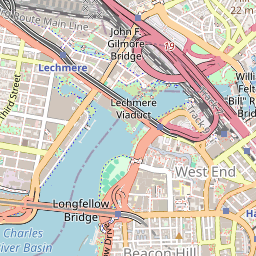 Route Main Line
22 m
John F.
Gilmore
Bridge
19
Lechmere
Third Street
Lechmere
Viaduct
"Bill" R
West End
Longfellow
Bridge
Charles
River Basin
Beacon Hill